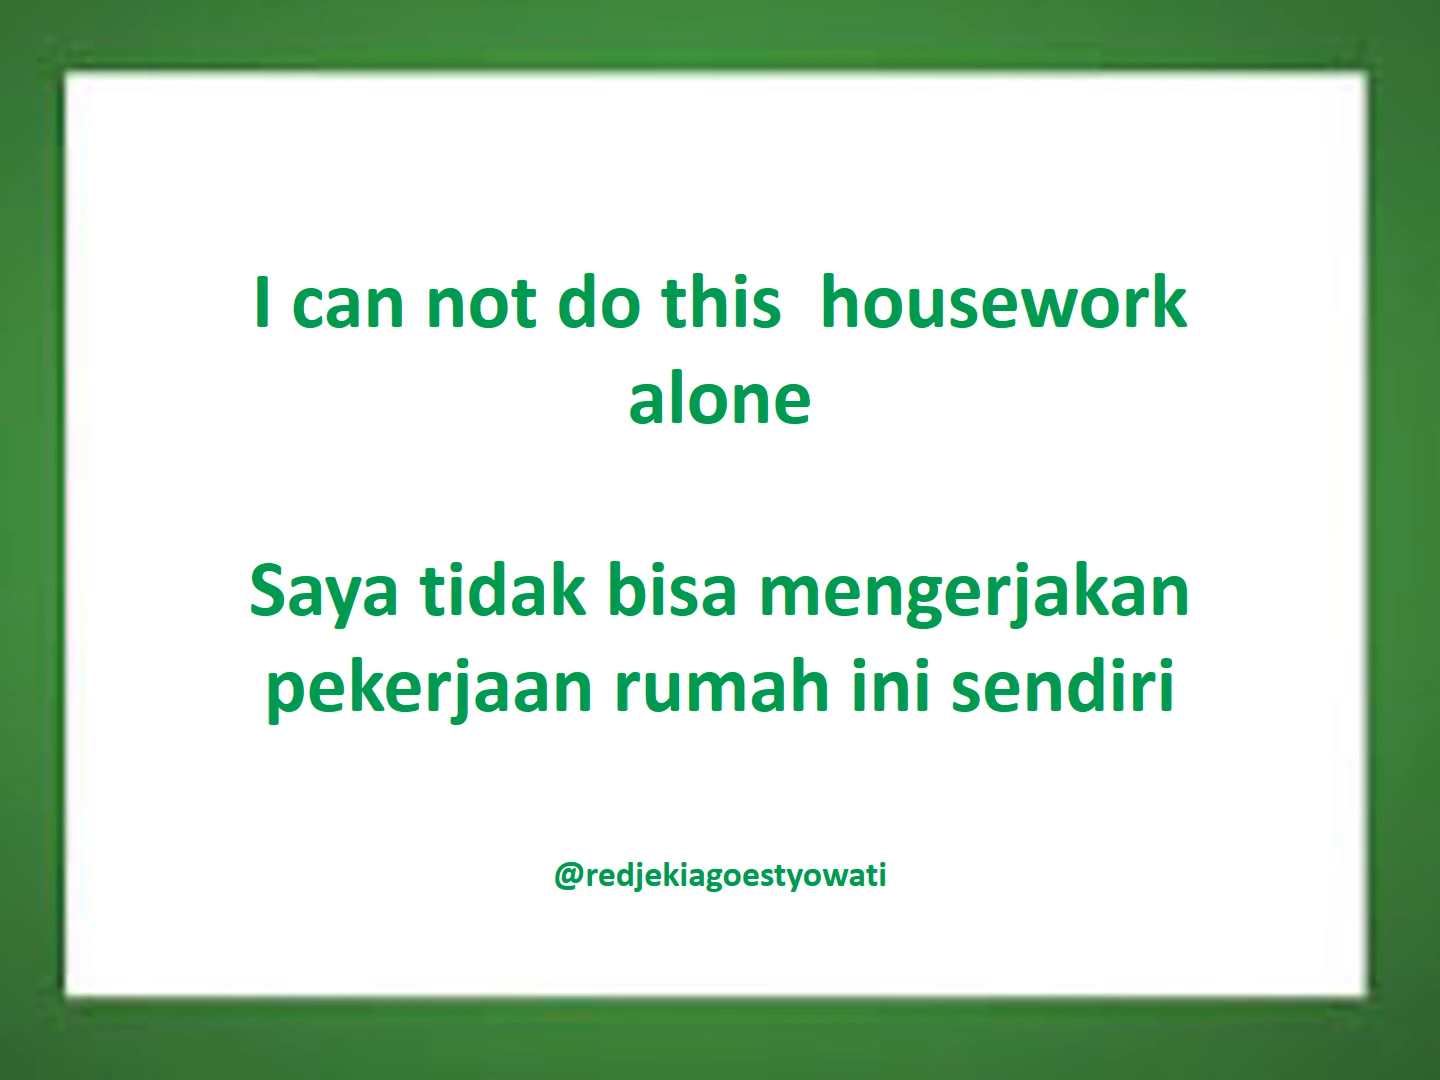 I can not do this  housework
alone
Saya tidak bisa mengerjakan
pekerjaan rumah ini sendiri
@redjekiagoestyowati